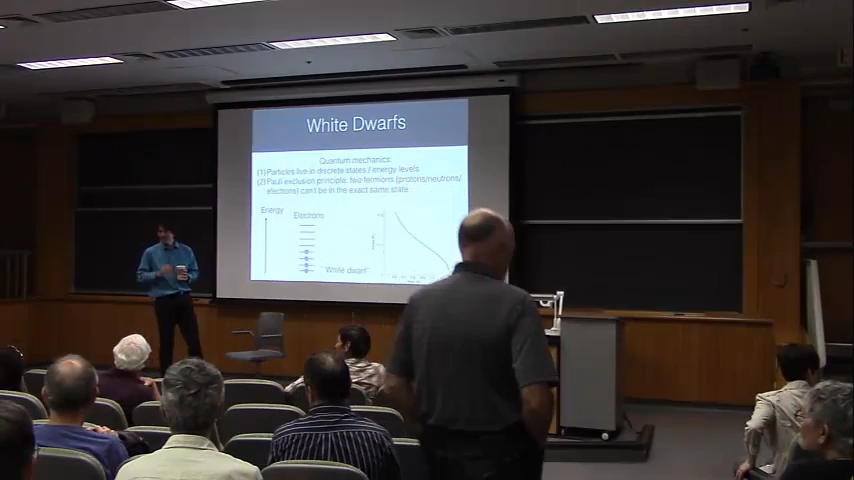 White Dwarfs
Quantum mechanics:
(1) Particles live in discrete states / energy levels
(2) Pauli exclusion principle: two fermions (protons/neutrons/
electrons) can't be in the exact same state
Energy
Electrons
"White dwarf"